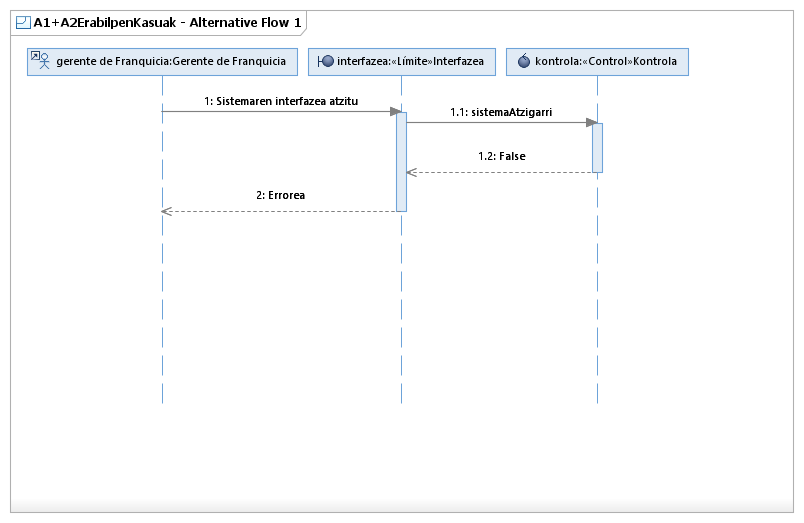 A1+A2ErabilpenKasuak - Alternative Flow 1
gerente de Franquicia:Gerente de Franquicia
interfazea:«Límite»Interfazea
kontrola:«Control»Kontrola
1: Sistemaren interfazea atzitu
1.1: sistemaAtzigarri
1.2: False
2: Errorea